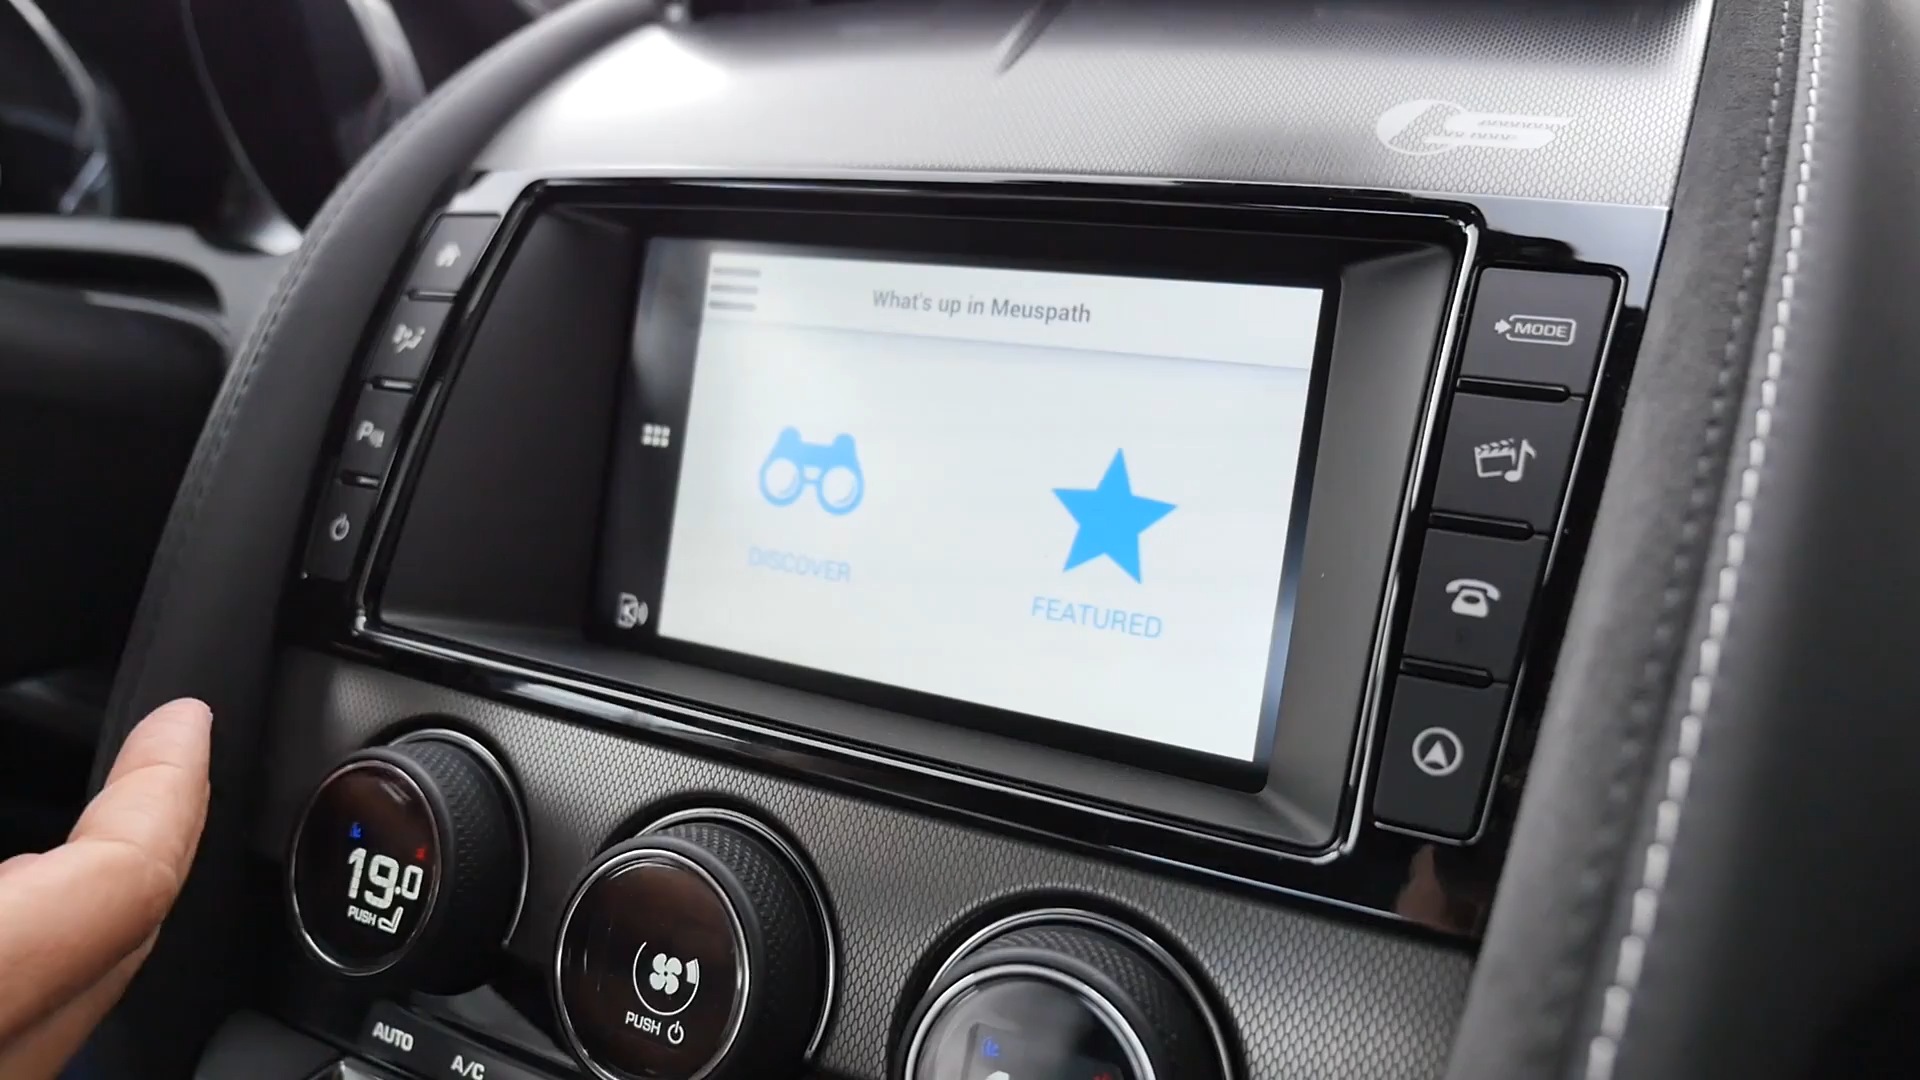 What's up in Meuspath
DISCOVER
FEATURED
MODE
P
19.0
PUSH
PUSH
AUTO
A/C